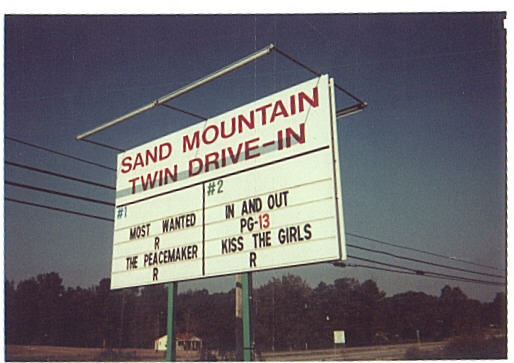 SAND MOUNTAIN
TWIN DRIVE-IN
#1
MOST WANTED
R
THE PEACEMAKER
R
#2
IN AND OUT
PG-13
KISS THE GIRLS
R